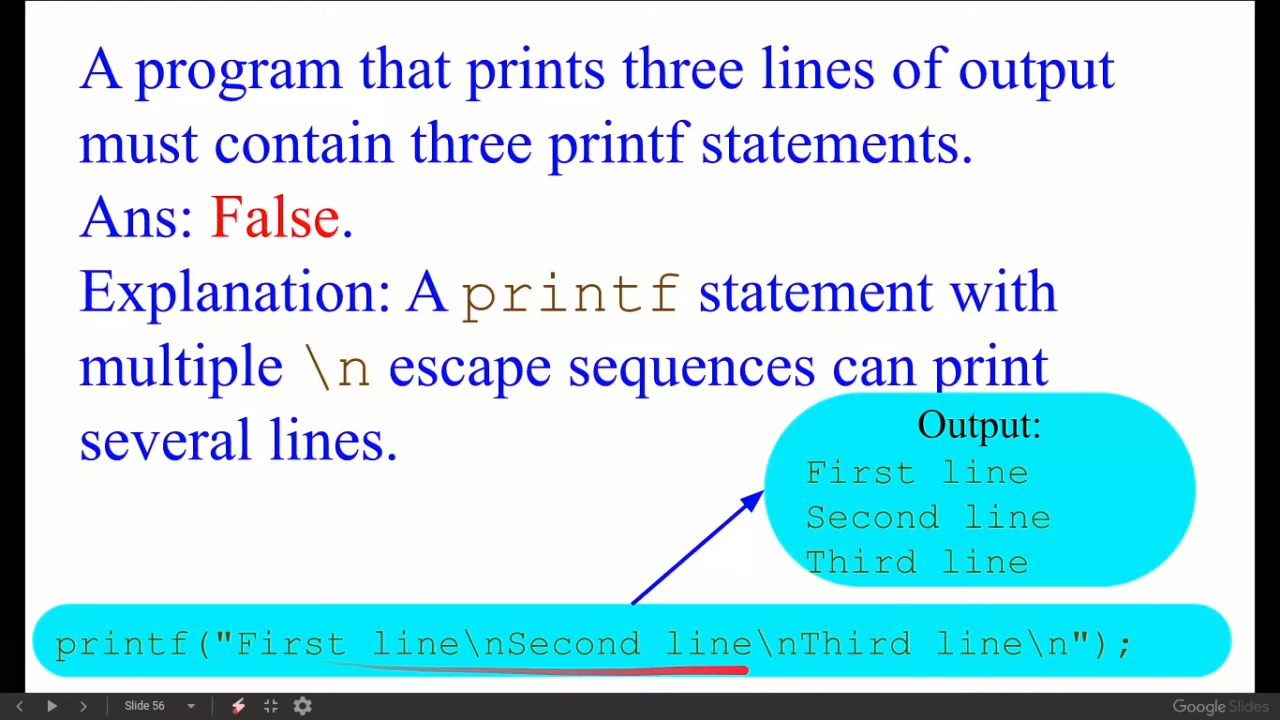 A program that prints three lines of output
must contain three printf statements.
Ans: False.
Explanation: A printf statement with
multiple \n escape sequences can print
several lines.
Output:
First line
Second line
Third line
printf("First line\nSecond line\nThird line\n");
Slide 56
Google Slides